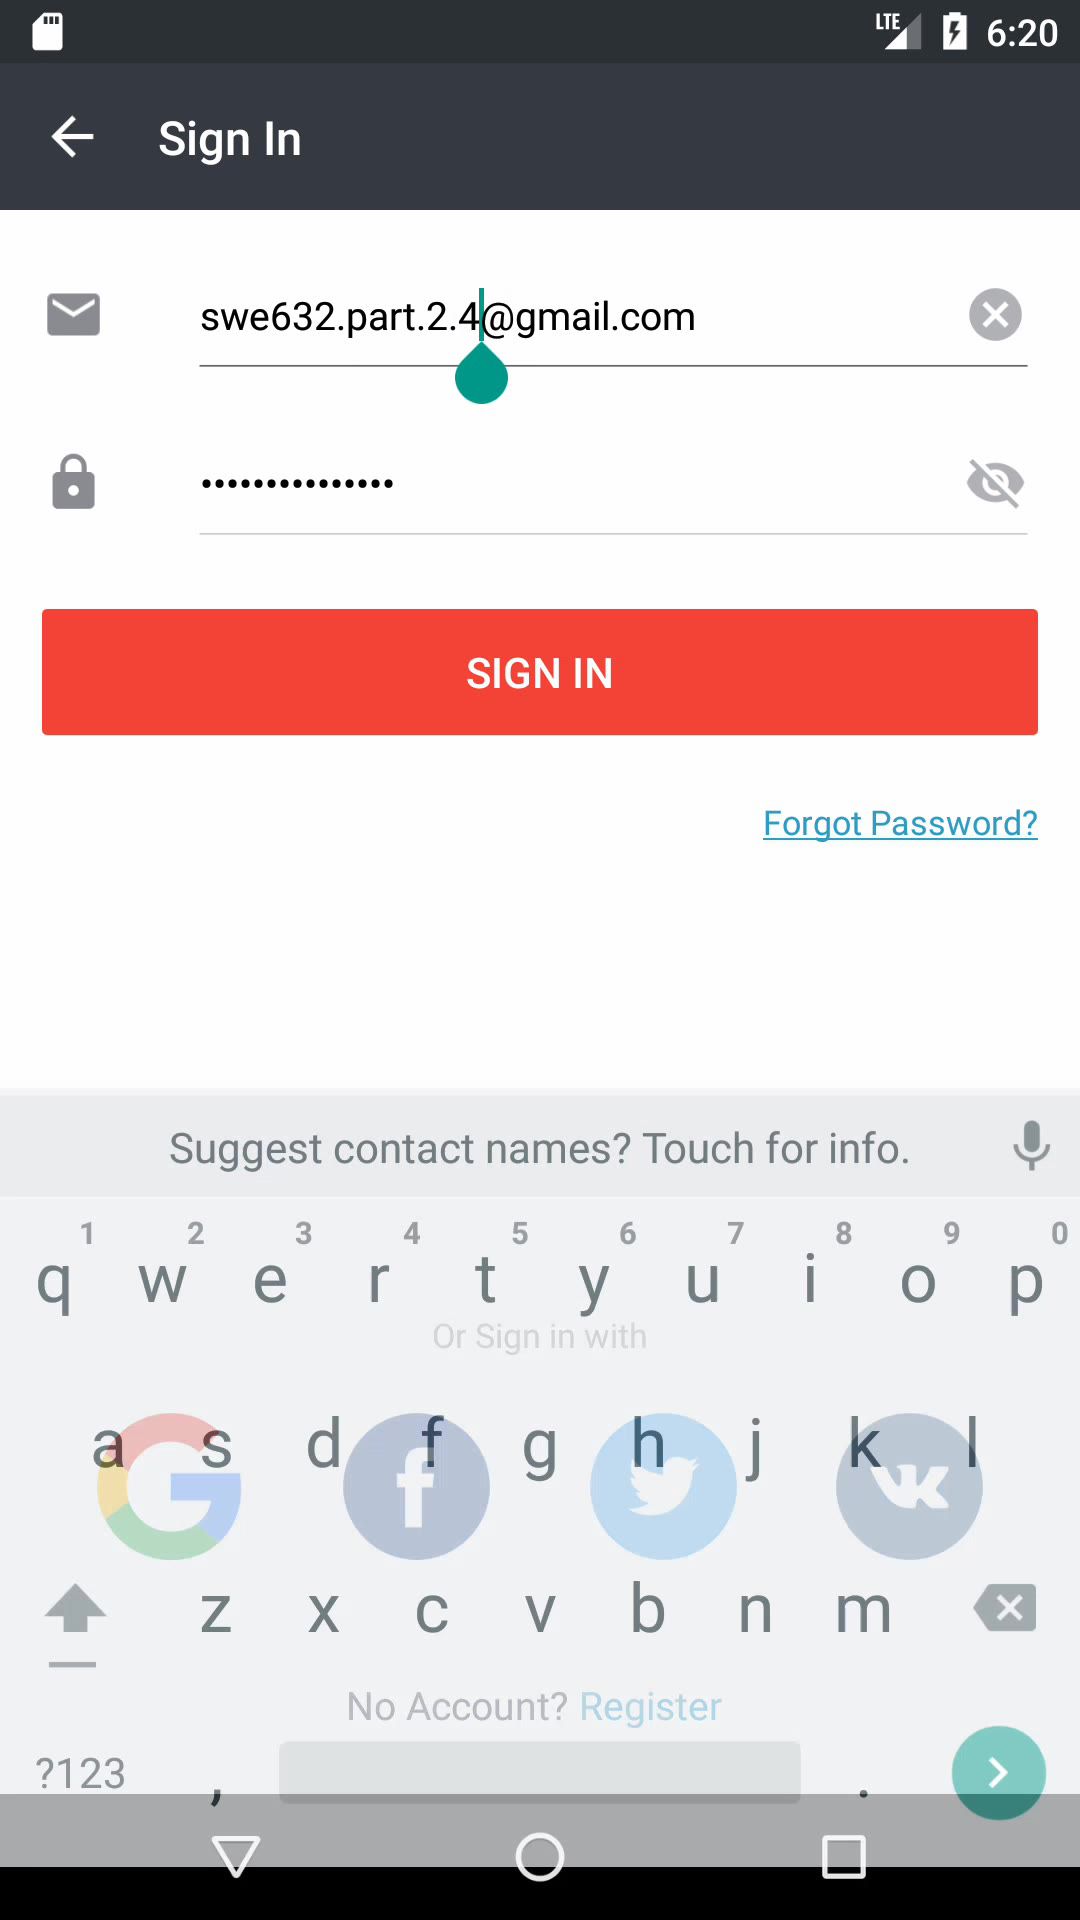 LTE 6:20
Sign In
swe632.part.2.4@gmail.com
•••••••••••••••
SIGN IN
Forgot Password?
Suggest contact names? Touch for info.
1 2 3 4 5 6 7 8 9 0
q w e r t y u i o p
Or Sign in with
a s d f g h j k l
G f VK
z x c v b n m
No Account? Register
?123 , .